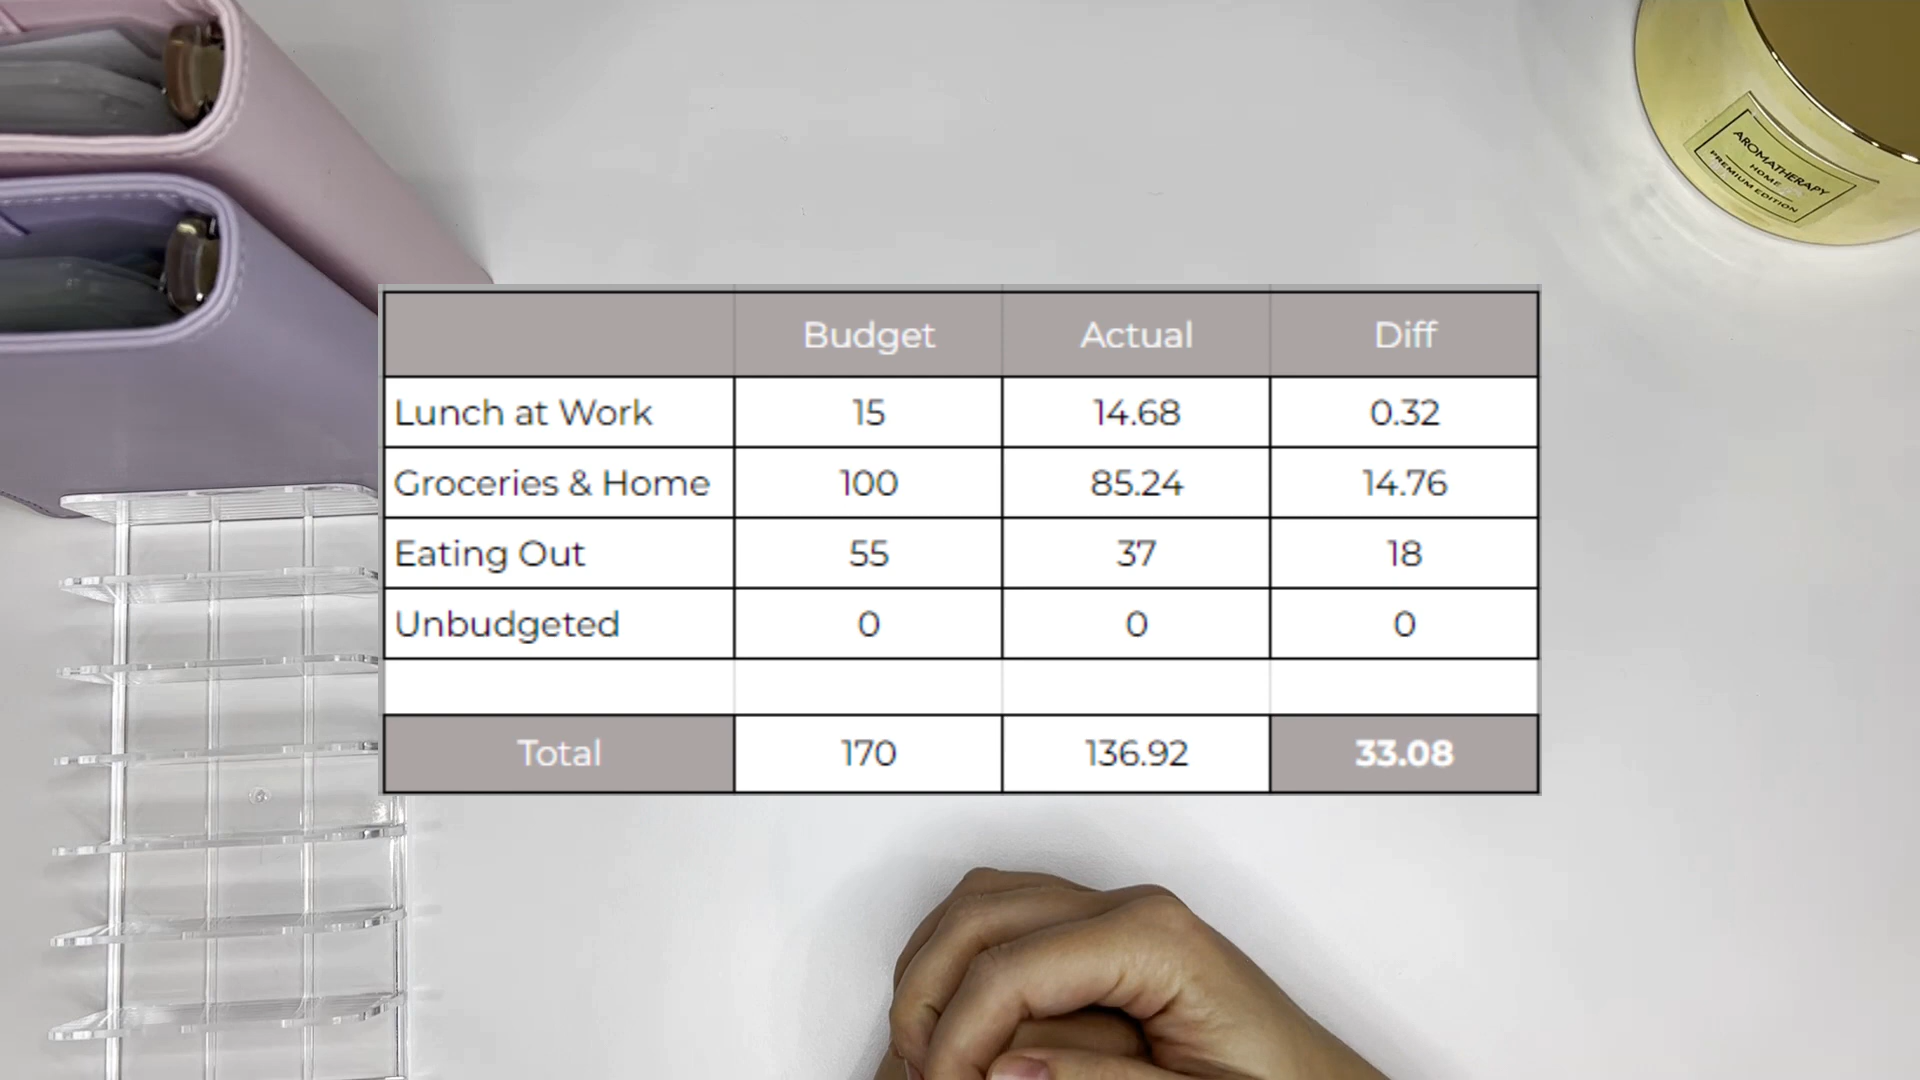 AROMATHERAPY
HOME
PREMIUM EDITION
Budget Actual Diff
Lunch at Work 15 14.68 0.32
Groceries & Home 100 85.24 14.76
Eating Out 55 37 18
Unbudgeted 0 0 0
Total 170 136.92 33.08